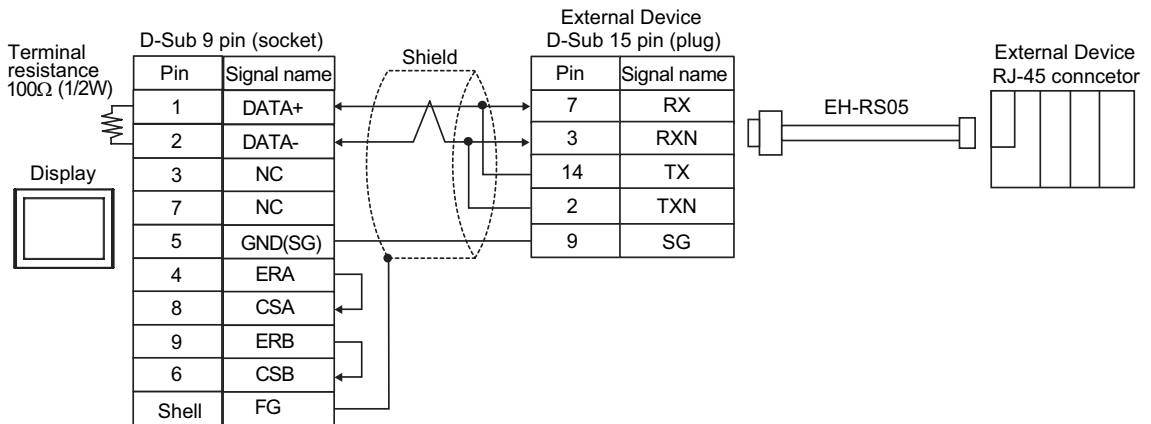 Terminal
resistance
100Ω (1/2W)
Display
D-Sub 9 pin (socket)
Pin Signal name
1 DATA+
2 DATA-
3 NC
7 NC
5 GND(SG)
4 ERA
8 CSA
9 ERB
6 CSB
Shell FG
Shield
External Device
D-Sub 15 pin (plug)
Pin Signal name
7 RX
3 RXN
14 TX
2 TXN
9 SG
EH-RS05
External Device
RJ-45 conncetor